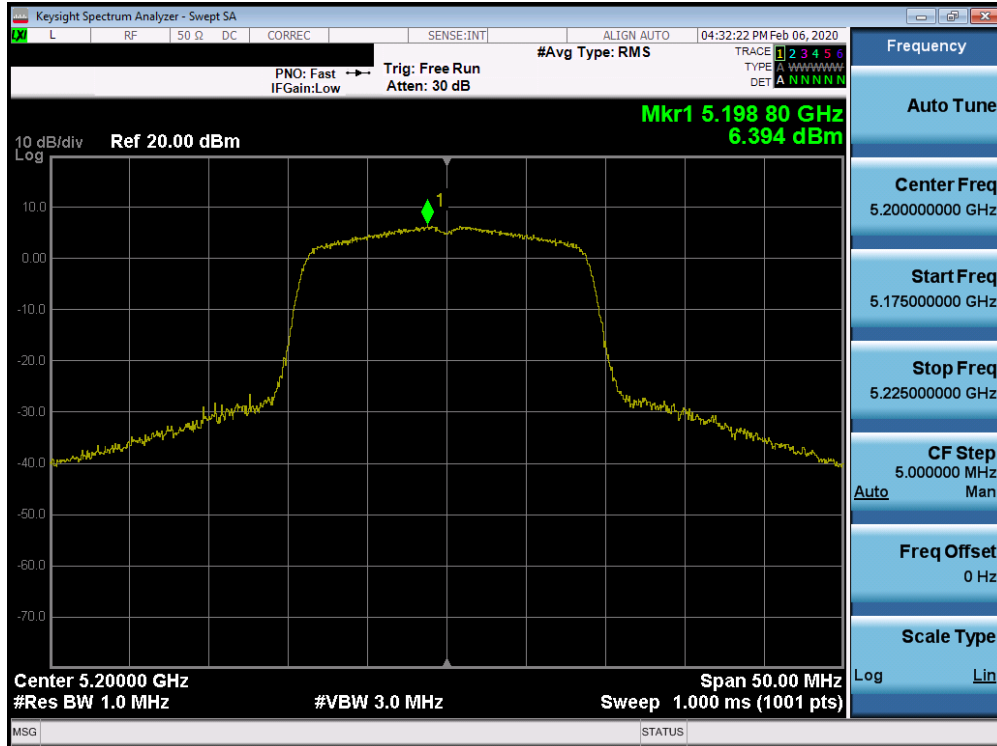 Keysight Spectrum Analyzer - Swept SA
LXI L RF 50 Ω DC CORREC SENSE:INT ALIGN AUTO 04:32:22 PM Feb 06, 2020
#Avg Type: RMS
TRACE 1 2 3 4 5 6
PNO: Fast Trig: Free Run
TYPE A WWWWW
IFGain:Low Atten: 30 dB
DET A N N N N N
Mkr1 5.198 80 GHz
6.394 dBm
10 dB/div Ref 20.00 dBm
Log
1
10.0
0.00
-10.0
-20.0
-30.0
-40.0
-50.0
-60.0
-70.0
Center 5.20000 GHz Span 50.00 MHz
#Res BW 1.0 MHz #VBW 3.0 MHz Sweep 1.000 ms (1001 pts)
MSG STATUS
Frequency
Auto Tune
Center Freq
5.200000000 GHz
Start Freq
5.175000000 GHz
Stop Freq
5.225000000 GHz
CF Step
5.000000 MHz
Auto Man
Freq Offset
0 Hz
Scale Type
Log Lin